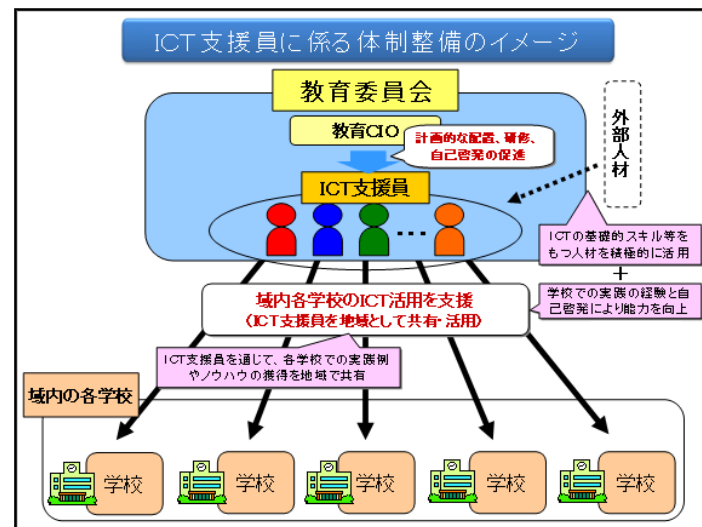 ICT支援員に係る体制整備のイメージ
教育委員会
教育CIO
計画的な配置、研修、
自己啓発の促進
外部人材
ICT支援員
…
ICTの基礎的スキル等を
もつ人材を積極的に活用
+
学校での実践の経験と自
己啓発により能力を向上
域内各学校のICT活用を支援
(ICT支援員を地域として共有・活用)
ICT支援員を通じて、各学校での実践例
やノウハウの獲得を地域で共有
域内の各学校
学校
学校
学校
学校
学校